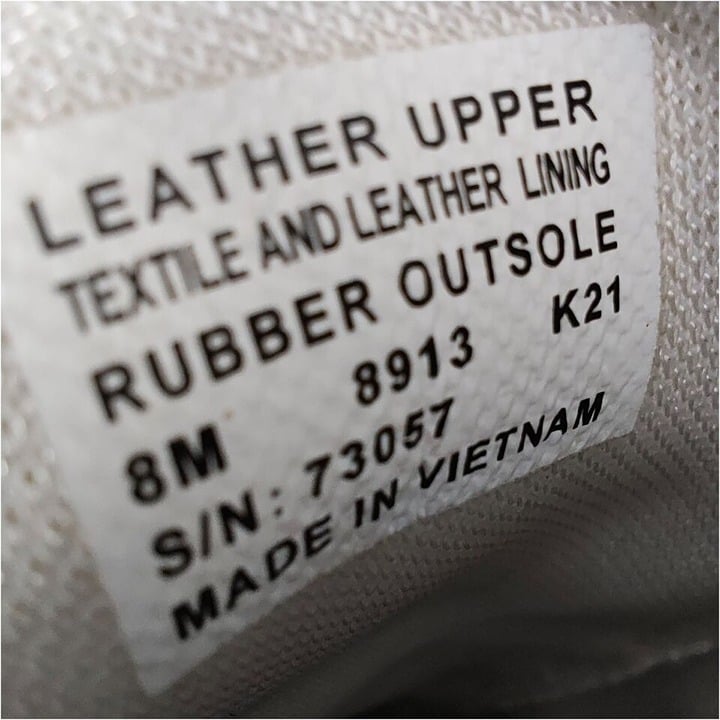 LEATHER UPPER
TEXTILE AND LEATHER LINING
RUBBER OUTSOLE
8M 8913 K21
S/N: 73057
MADE IN VIETNAM